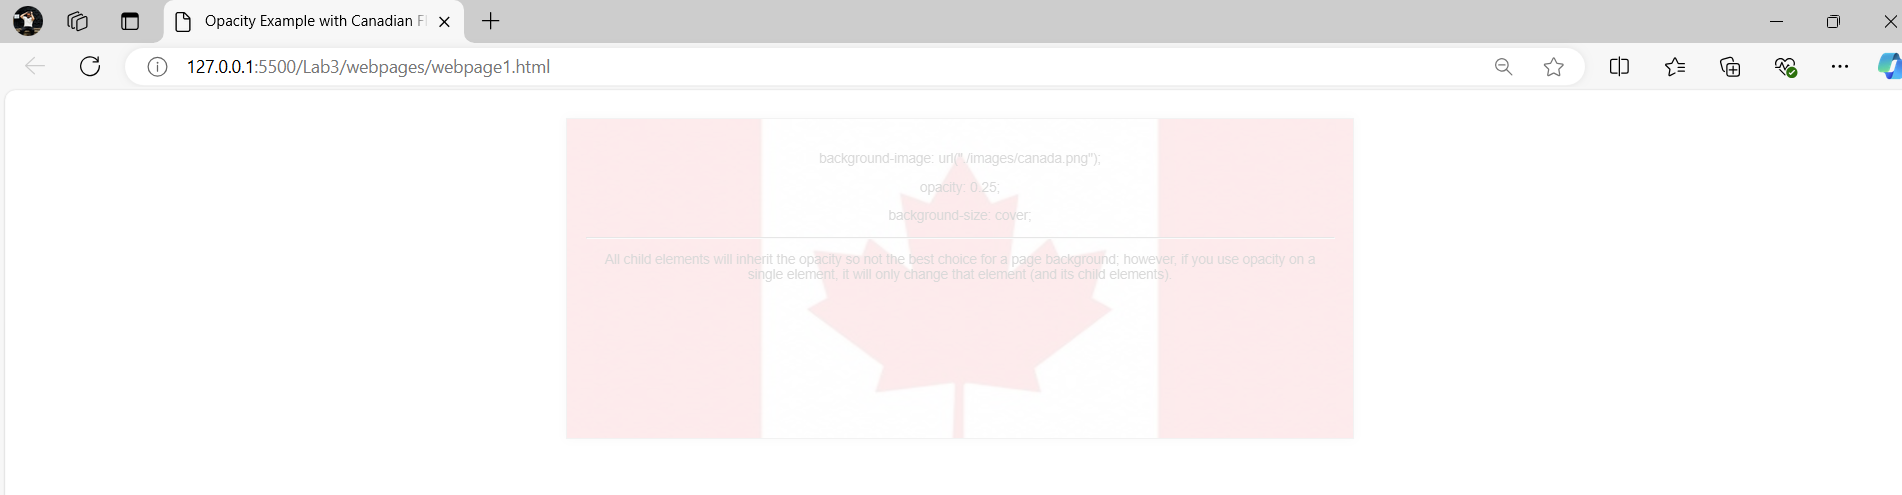 Opacity Example with Canadian Fl
127.0.0.1:5500/Lab3/webpages/webpage1.html
background-image: url("./images/canada.png");
opacity: 0.25;
background-size: cover;
All child elements will inherit the opacity so not the best choice for a page background; however, if you use opacity on a
single element, it will only change that element (and its child elements).